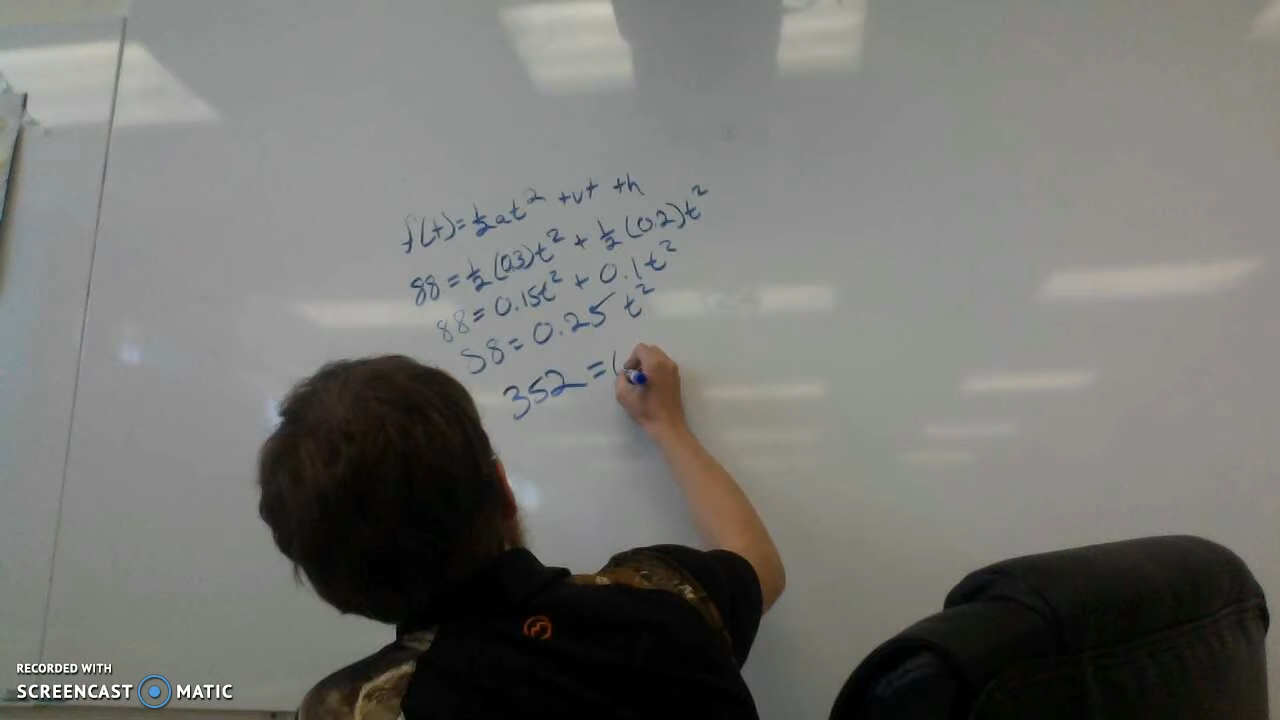 f(t)=½at² +vt +h
88=½(0.3)t² + ½(0.2)t²
88=0.15t² + 0.1t²
88=0.25t²
352=
RECORDED WITH
SCREENCAST MATIC